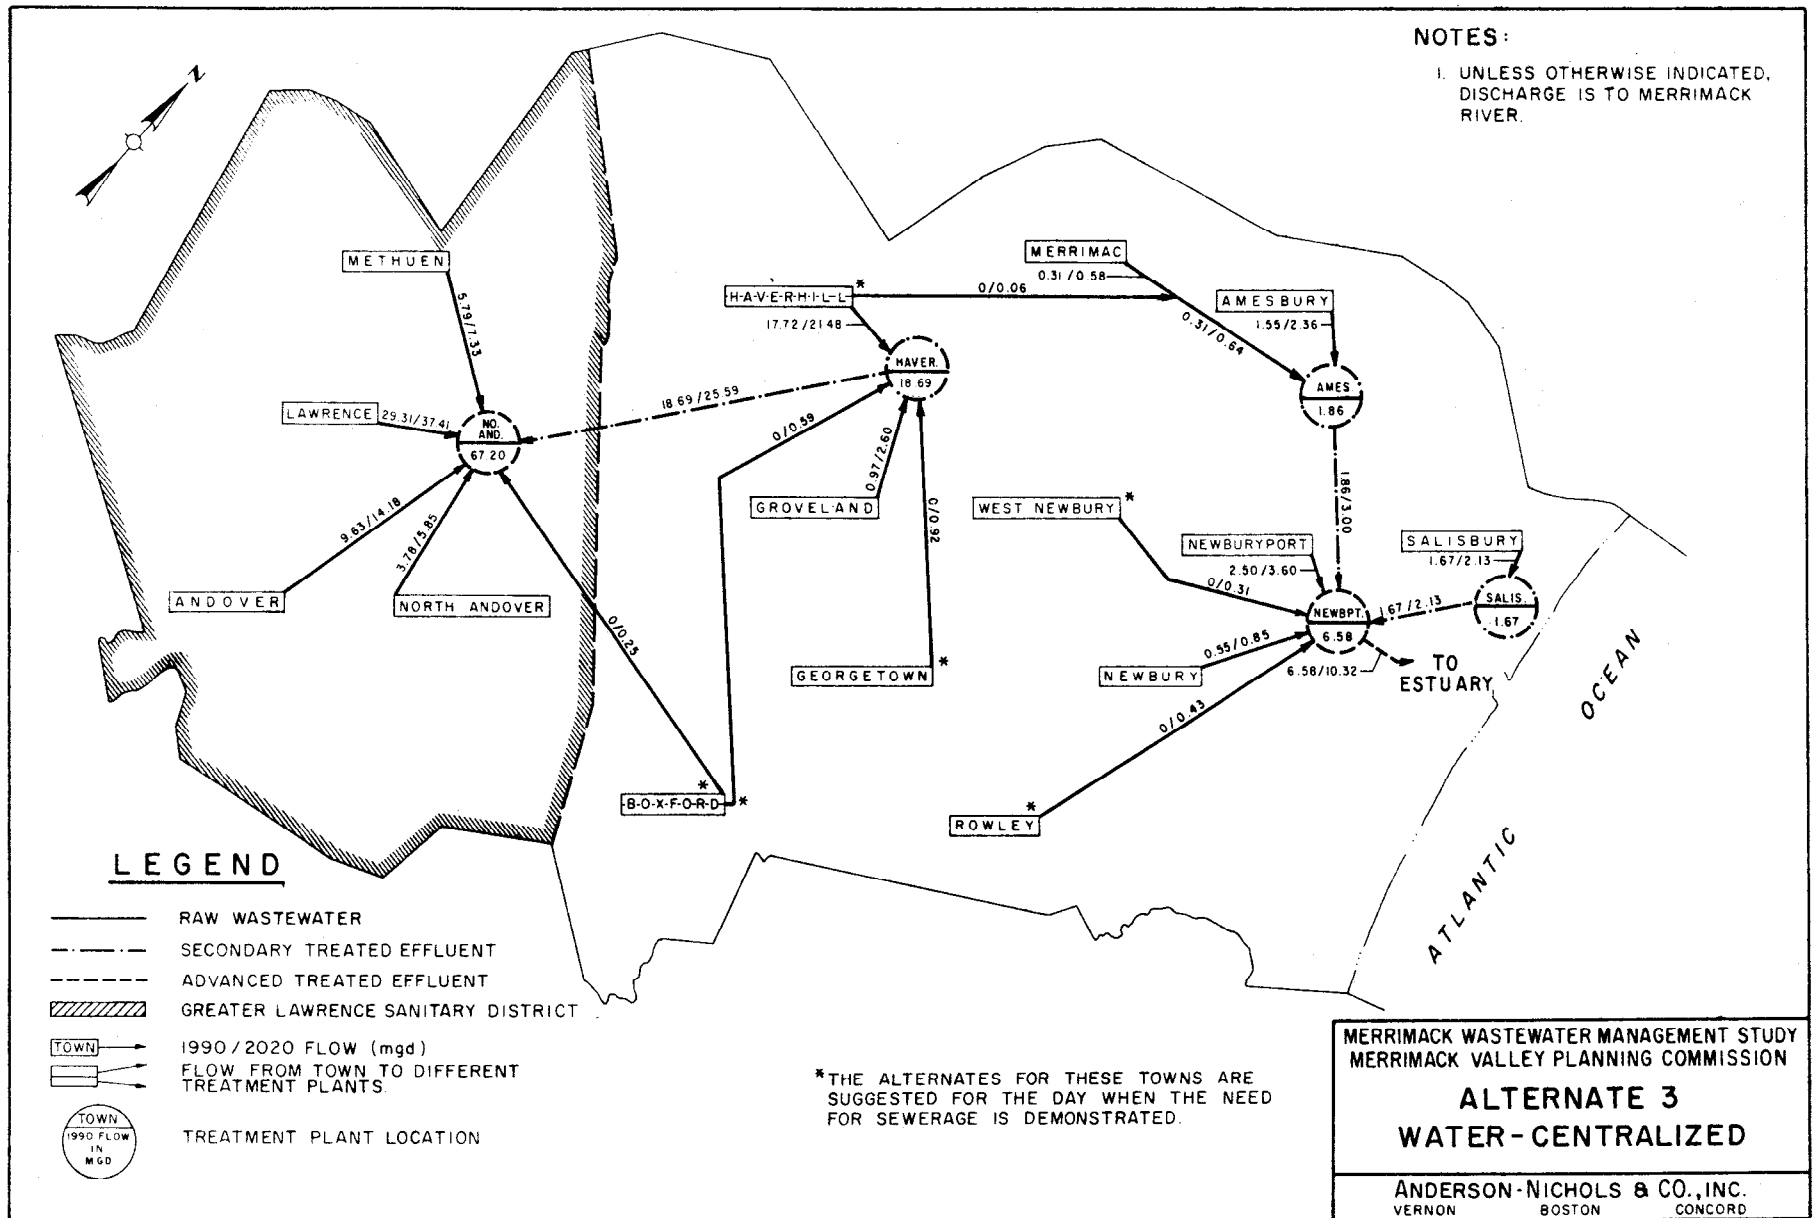 NOTES:
1. UNLESS OTHERWISE INDICATED,
DISCHARGE IS TO MERRIMACK
RIVER.
N
METHUEN
5.79/7.33
LAWRENCE
29.31/37.41
NO.
AND.
67.20
9.63/14.18
ANDOVER
3.78/5.85
NORTH ANDOVER
HAVERHILL
*
17.72/21.48
0/0.06
MERRIMAC
0.31/0.58
0.31/0.64
AMESBURY
1.55/2.36
AMES
1.86
HAVER.
18.69
18.69/25.59
0/0.59
0.97/2.60
GROVELAND
0/0.92
GEORGETOWN
*
0/0.25
*
BOXFORD
*
WEST NEWBURY
*
0/0.31
NEWBURYPORT
2.50/3.60
1.86/3.00
SALISBURY
1.67/2.13
SALIS.
1.67
1.67/2.13
NEWBPT.
6.58
0.55/0.85
NEWBURY
6.58/10.32
TO
ESTUARY
0/0.43
*
ROWLEY
ATLANTIC OCEAN
LEGEND
RAW WASTEWATER
SECONDARY TREATED EFFLUENT
ADVANCED TREATED EFFLUENT
GREATER LAWRENCE SANITARY DISTRICT
TOWN 1990/2020 FLOW (mgd)
FLOW FROM TOWN TO DIFFERENT
TREATMENT PLANTS.
TOWN
1990 FLOW
IN
MGD
TREATMENT PLANT LOCATION
*THE ALTERNATES FOR THESE TOWNS ARE
SUGGESTED FOR THE DAY WHEN THE NEED
FOR SEWERAGE IS DEMONSTRATED.
MERRIMACK WASTEWATER MANAGEMENT STUDY
MERRIMACK VALLEY PLANNING COMMISSION
ALTERNATE 3
WATER-CENTRALIZED
ANDERSON-NICHOLS & CO., INC.
VERNON BOSTON CONCORD